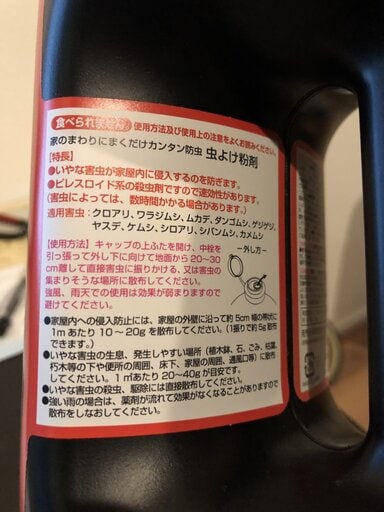 食べられません 使用方法及び使用上の注意をよくお読みください。
家のまわりにまくだけカンタン防虫 虫よけ粉剤
【特長】
●いやな害虫が家屋内に侵入するのを防ぎます。
●ピレスロイド系の殺虫剤ですので速効性があります。
(害虫によっては、数時間かかる場合があります。)
適用害虫:クロアリ、ワラジムシ、ムカデ、ダンゴムシ、ゲジゲジ、
ヤスデ、ケムシ、シロアリ、シバンムシ、カメムシ
【使用方法】キャップの上ふたを開け、中栓を
引っ張って外し下に向けて地面から20~30
cm離して直接害虫に振りかける、又は害虫の
集まりそうな場所に散布してください。
強風、雨天での使用は効果が弱まりますので
避けてください。
ー外し方ー
●家屋内への侵入防止には、家屋の外壁に沿って約5cm幅の帯状に
1mあたり10~20gを散布してください。(1振りで約5g散布
できます。)
●いやな害虫の生息、発生しやすい場所(植木鉢、石、ごみ、枯葉、
朽木等の下や便所の周囲、床下、家屋の周囲、通風口等)に散布
してください。1㎡あたり20~40gが目安です。
●いやな害虫の殺虫、駆除には直接散布してください。
●強い雨の場合は、薬剤が流れて効果がなくなることがありますので
散布をしなおしてください。